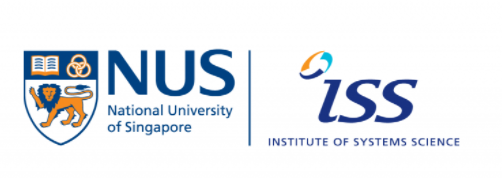 NUS
National University
of Singapore
ISS
INSTITUTE OF SYSTEMS SCIENCE